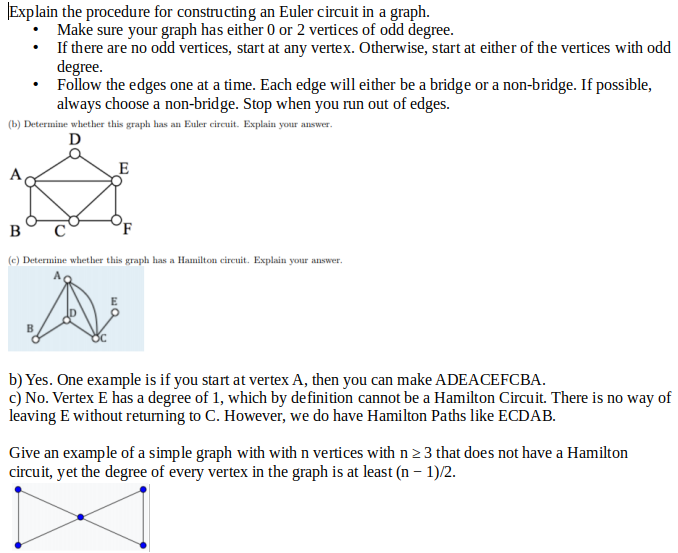 Explain the procedure for constructing an Euler circuit in a graph.
• Make sure your graph has either 0 or 2 vertices of odd degree.
• If there are no odd vertices, start at any vertex. Otherwise, start at either of the vertices with odd
degree.
• Follow the edges one at a time. Each edge will either be a bridge or a non-bridge. If possible,
always choose a non-bridge. Stop when you run out of edges.
(b) Determine whether this graph has an Euler circuit. Explain your answer.
D
A E
B C F
(c) Determine whether this graph has a Hamilton circuit. Explain your answer.
A
E
D
B
C
b) Yes. One example is if you start at vertex A, then you can make ADEACEFCBA.
c) No. Vertex E has a degree of 1, which by definition cannot be a Hamilton Circuit. There is no way of
leaving E without returning to C. However, we do have Hamilton Paths like ECDAB.
Give an example of a simple graph with with n vertices with n ≥ 3 that does not have a Hamilton
circuit, yet the degree of every vertex in the graph is at least (n − 1)/2.